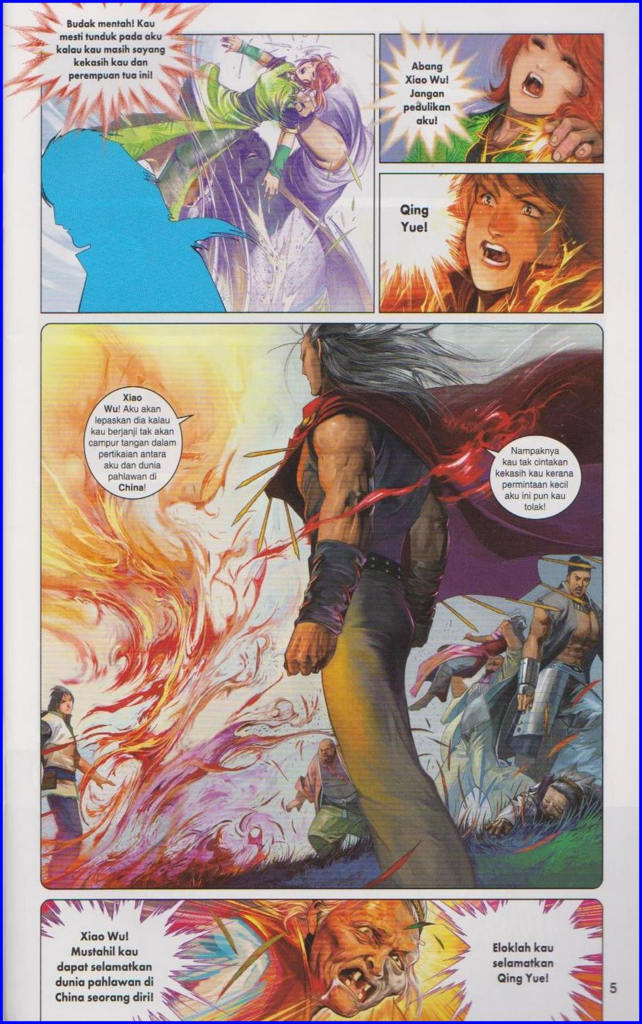 Budak mentah! Kau
mesti tunduk pada aku
kalau kau masih sayang
kekasih kau dan
perempuan tua ini!
Abang
Xiao Wu!
Jangan
pedulikan
aku!
Qing
Yue!
Xiao
Wu! Aku akan
lepaskan dia kalau
kau berjanji tak akan
campur tangan dalam
pertikaian antara
aku dan dunia
pahlawan di
China!
Nampaknya
kau tak cintakan
kekasih kau kerana
permintaan kecil
aku ini pun kau
tolak!
Xiao Wu!
Mustahil kau
dapat selamatkan
dunia pahlawan di
China seorang diri!
Eloklah kau
selamatkan
Qing Yue!
5